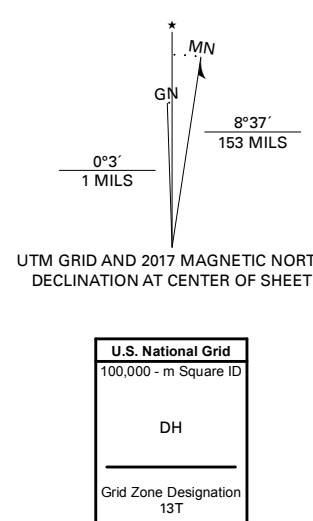 ★
MN
GN
8°37´
153 MILS
0°3´
1 MILS
UTM GRID AND 2017 MAGNETIC NORT
DECLINATION AT CENTER OF SHEET
U.S. National Grid
100,000 - m Square ID
DH
Grid Zone Designation
13T